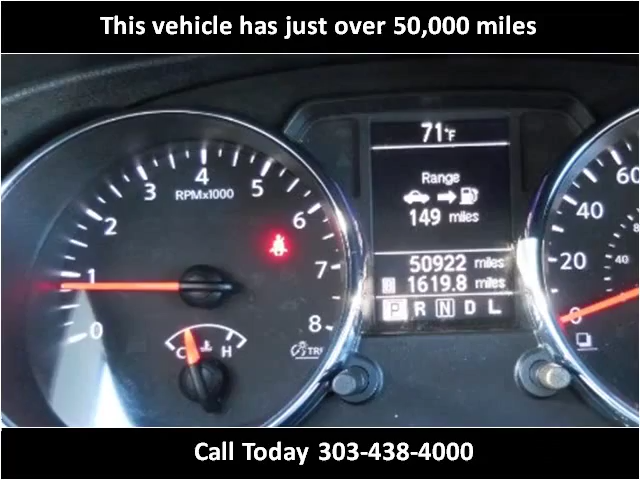 This vehicle has just over 50,000 miles
71°F
Range
149 miles
50922 miles
B 1619.8 miles
P R N D L
0 1 2 3 4 5 6 7 8
RPMx1000
C H
0 20 40 60
40
Call Today 303-438-4000